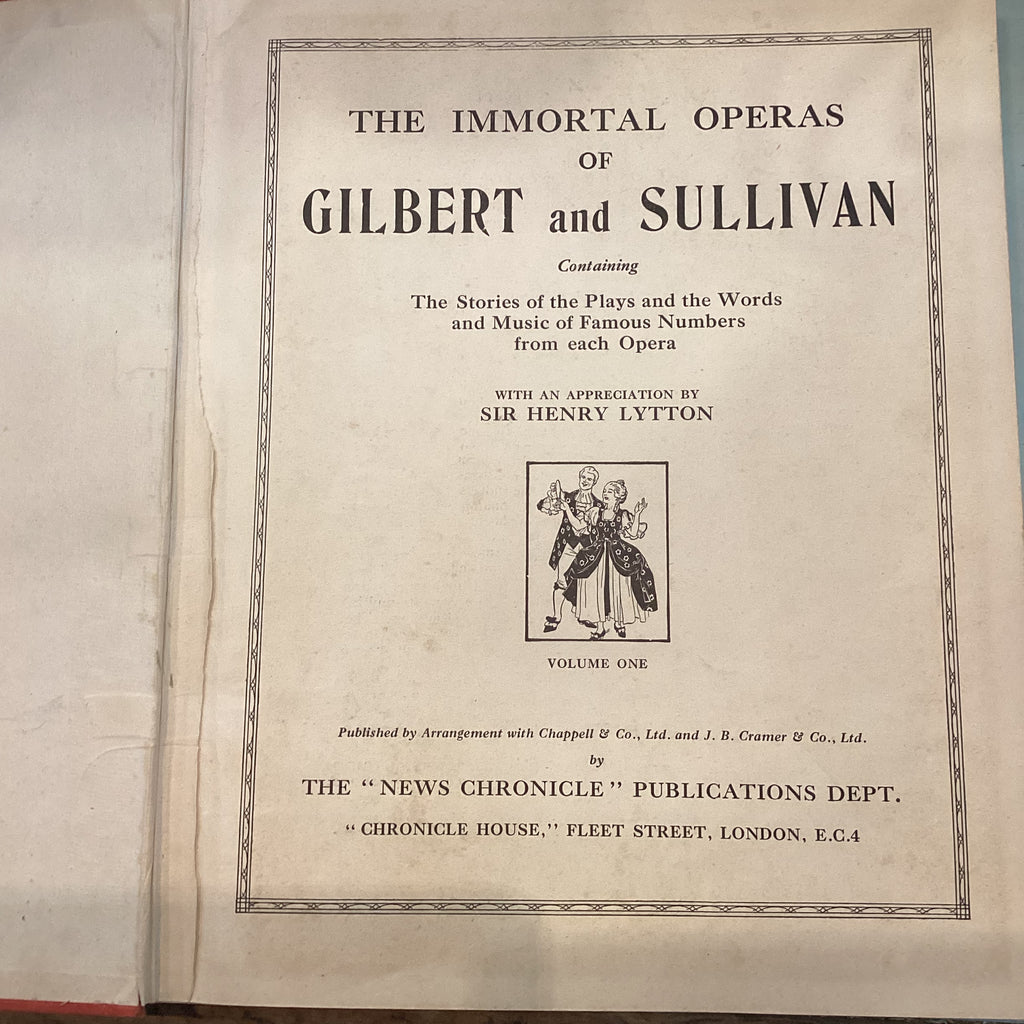 THE IMMORTAL OPERAS
OF
GILBERT and SULLIVAN
Containing
The Stories of the Plays and the Words
and Music of Famous Numbers
from each Opera
WITH AN APPRECIATION BY
SIR HENRY LYTTON
VOLUME ONE
Published by Arrangement with Chappell & Co., Ltd. and J. B. Cramer & Co., Ltd.
by
THE "NEWS CHRONICLE" PUBLICATIONS DEPT.
"CHRONICLE HOUSE," FLEET STREET, LONDON, E.C.4